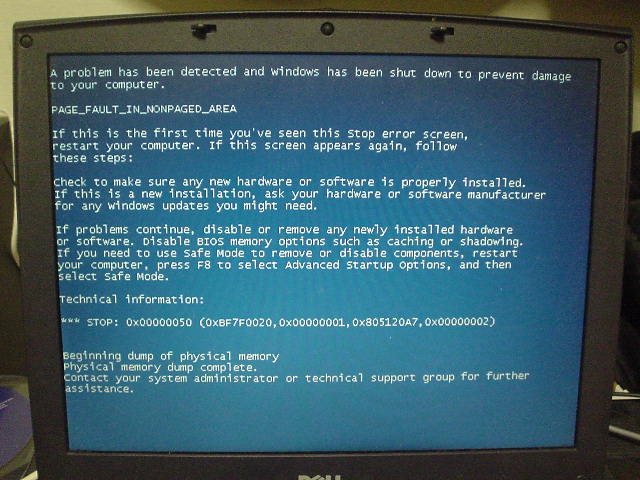 A problem has been detected and Windows has been shut down to prevent damage
to your computer.
PAGE_FAULT_IN_NONPAGED_AREA
If this is the first time you've seen this Stop error screen,
restart your computer. If this screen appears again, follow
these steps:
Check to make sure any new hardware or software is properly installed.
If this is a new installation, ask your hardware or software manufacturer
for any Windows updates you might need.
If problems continue, disable or remove any newly installed hardware
or software. Disable BIOS memory options such as caching or shadowing.
If you need to use Safe Mode to remove or disable components, restart
your computer, press F8 to select Advanced Startup Options, and then
select Safe Mode.
Technical information:
*** STOP: 0x00000050 (0xBF7F0020,0x00000001,0x805120A7,0x00000002)
Beginning dump of physical memory
Physical memory dump complete.
Contact your system administrator or technical support group for further
assistance.
DELL